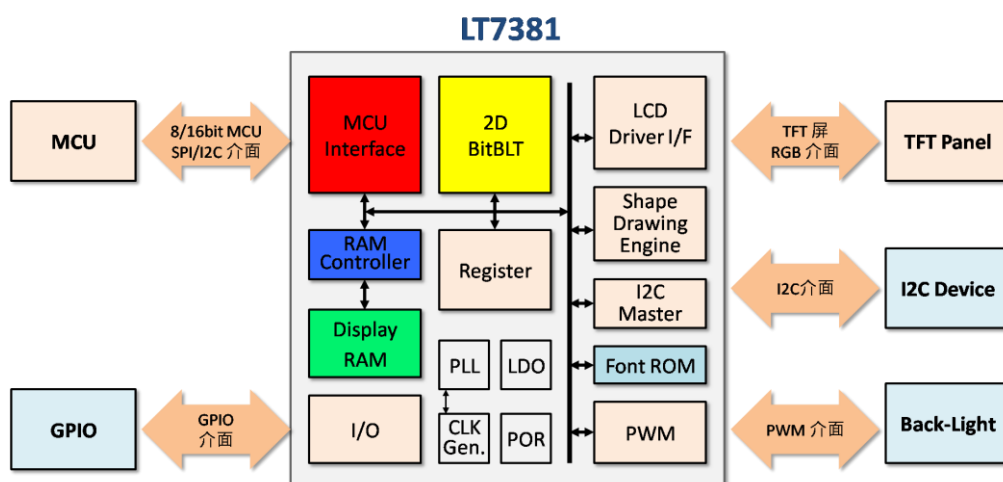 LT7381
MCU
8/16bit MCU
SPI/I2C 介面
MCU
Interface
2D
BitBLT
LCD
Driver I/F
TFT 屏
RGB 介面
TFT Panel
RAM
Controller
Register
Shape
Drawing
Engine
I2C
Master
I2C介面
I2C Device
Display
RAM
PLL
LDO
Font ROM
GPIO
GPIO
介面
I/O
CLK
Gen.
POR
PWM
PWM 介面
Back-Light